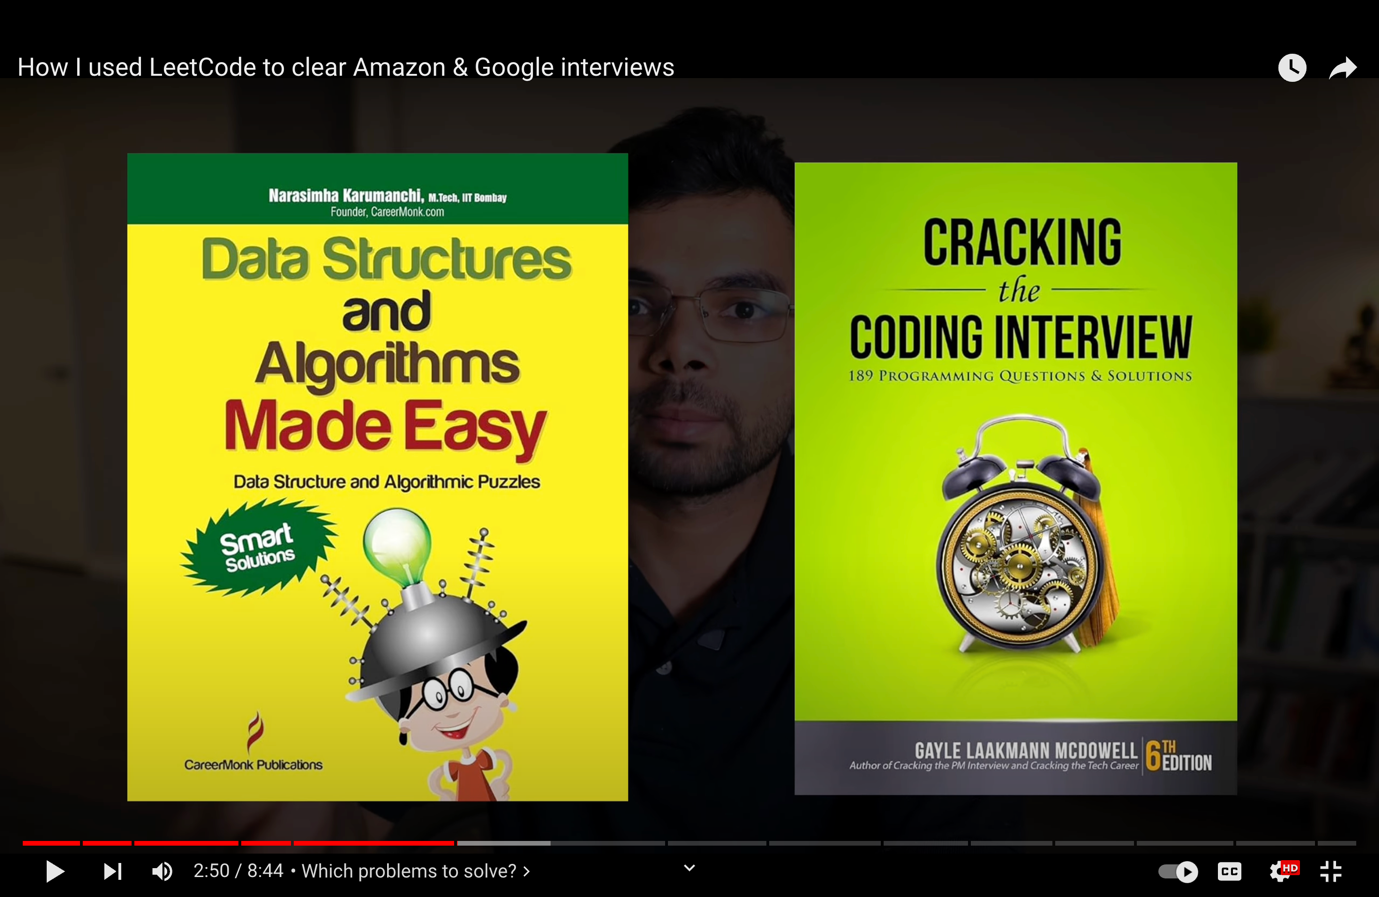 How I used LeetCode to clear Amazon & Google interviews
Narasimha Karumanchi, M.Tech, IIT Bombay
Founder, CareerMonk.com
Data Structures
and
Algorithms
Made Easy
Data Structure and Algorithmic Puzzles
Smart
Solutions
CareerMonk Publications
CRACKING
the
CODING INTERVIEW
189 PROGRAMMING QUESTIONS & SOLUTIONS
GAYLE LAAKMANN MCDOWELL
Author of Cracking the PM Interview and Cracking the Tech Career
6TH
EDITION
2:50 / 8:44 • Which problems to solve? >
CC
HD